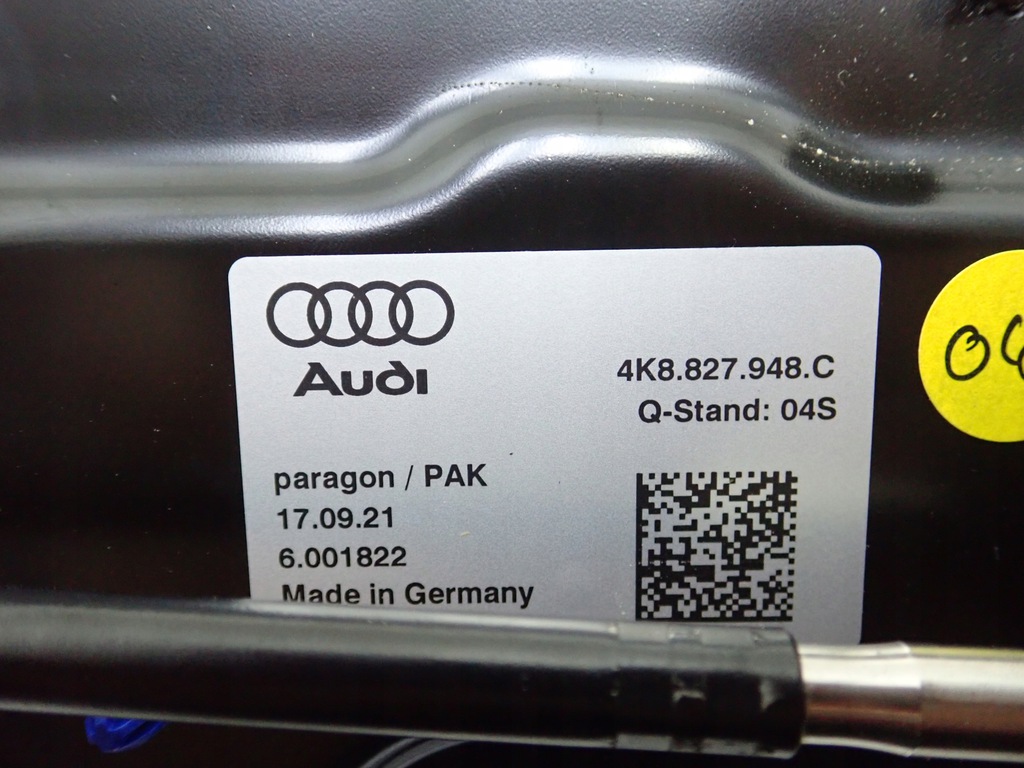 Audi
4K8.827.948.C
Q-Stand: 04S
paragon / PAK
17.09.21
6.001822
Made in Germany